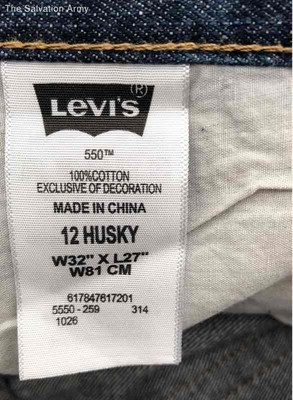 The Salvation Army
LEVI'S®
550™
100%COTTON
EXCLUSIVE OF DECORATION
MADE IN CHINA
12 HUSKY
W32" X L27"
W81 CM
617847617201
5550-259 314
1026